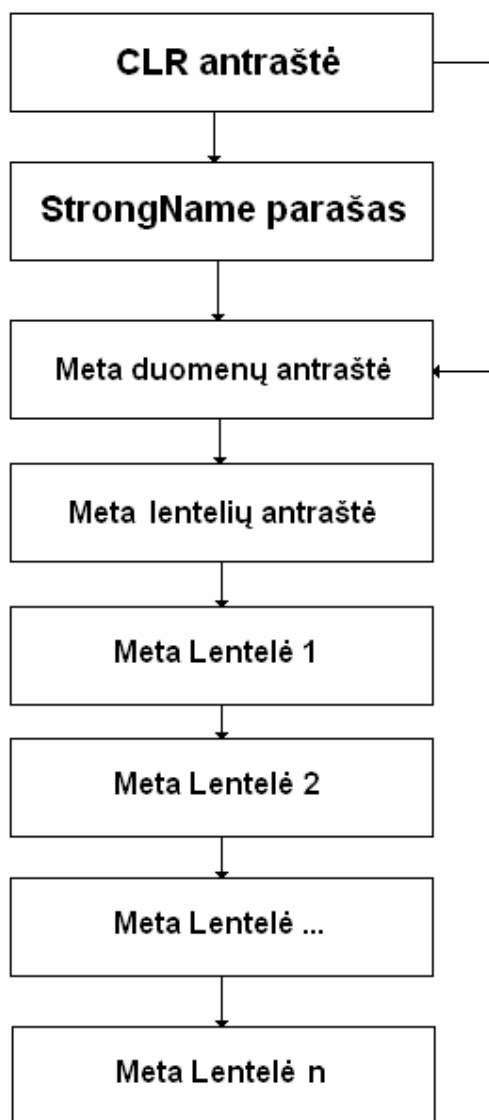 CLR antraštė
StrongName parašas
Meta duomenų antraštė
Meta lentelių antraštė
Meta Lentelė 1
Meta Lentelė 2
Meta Lentelė ...
Meta Lentelė n